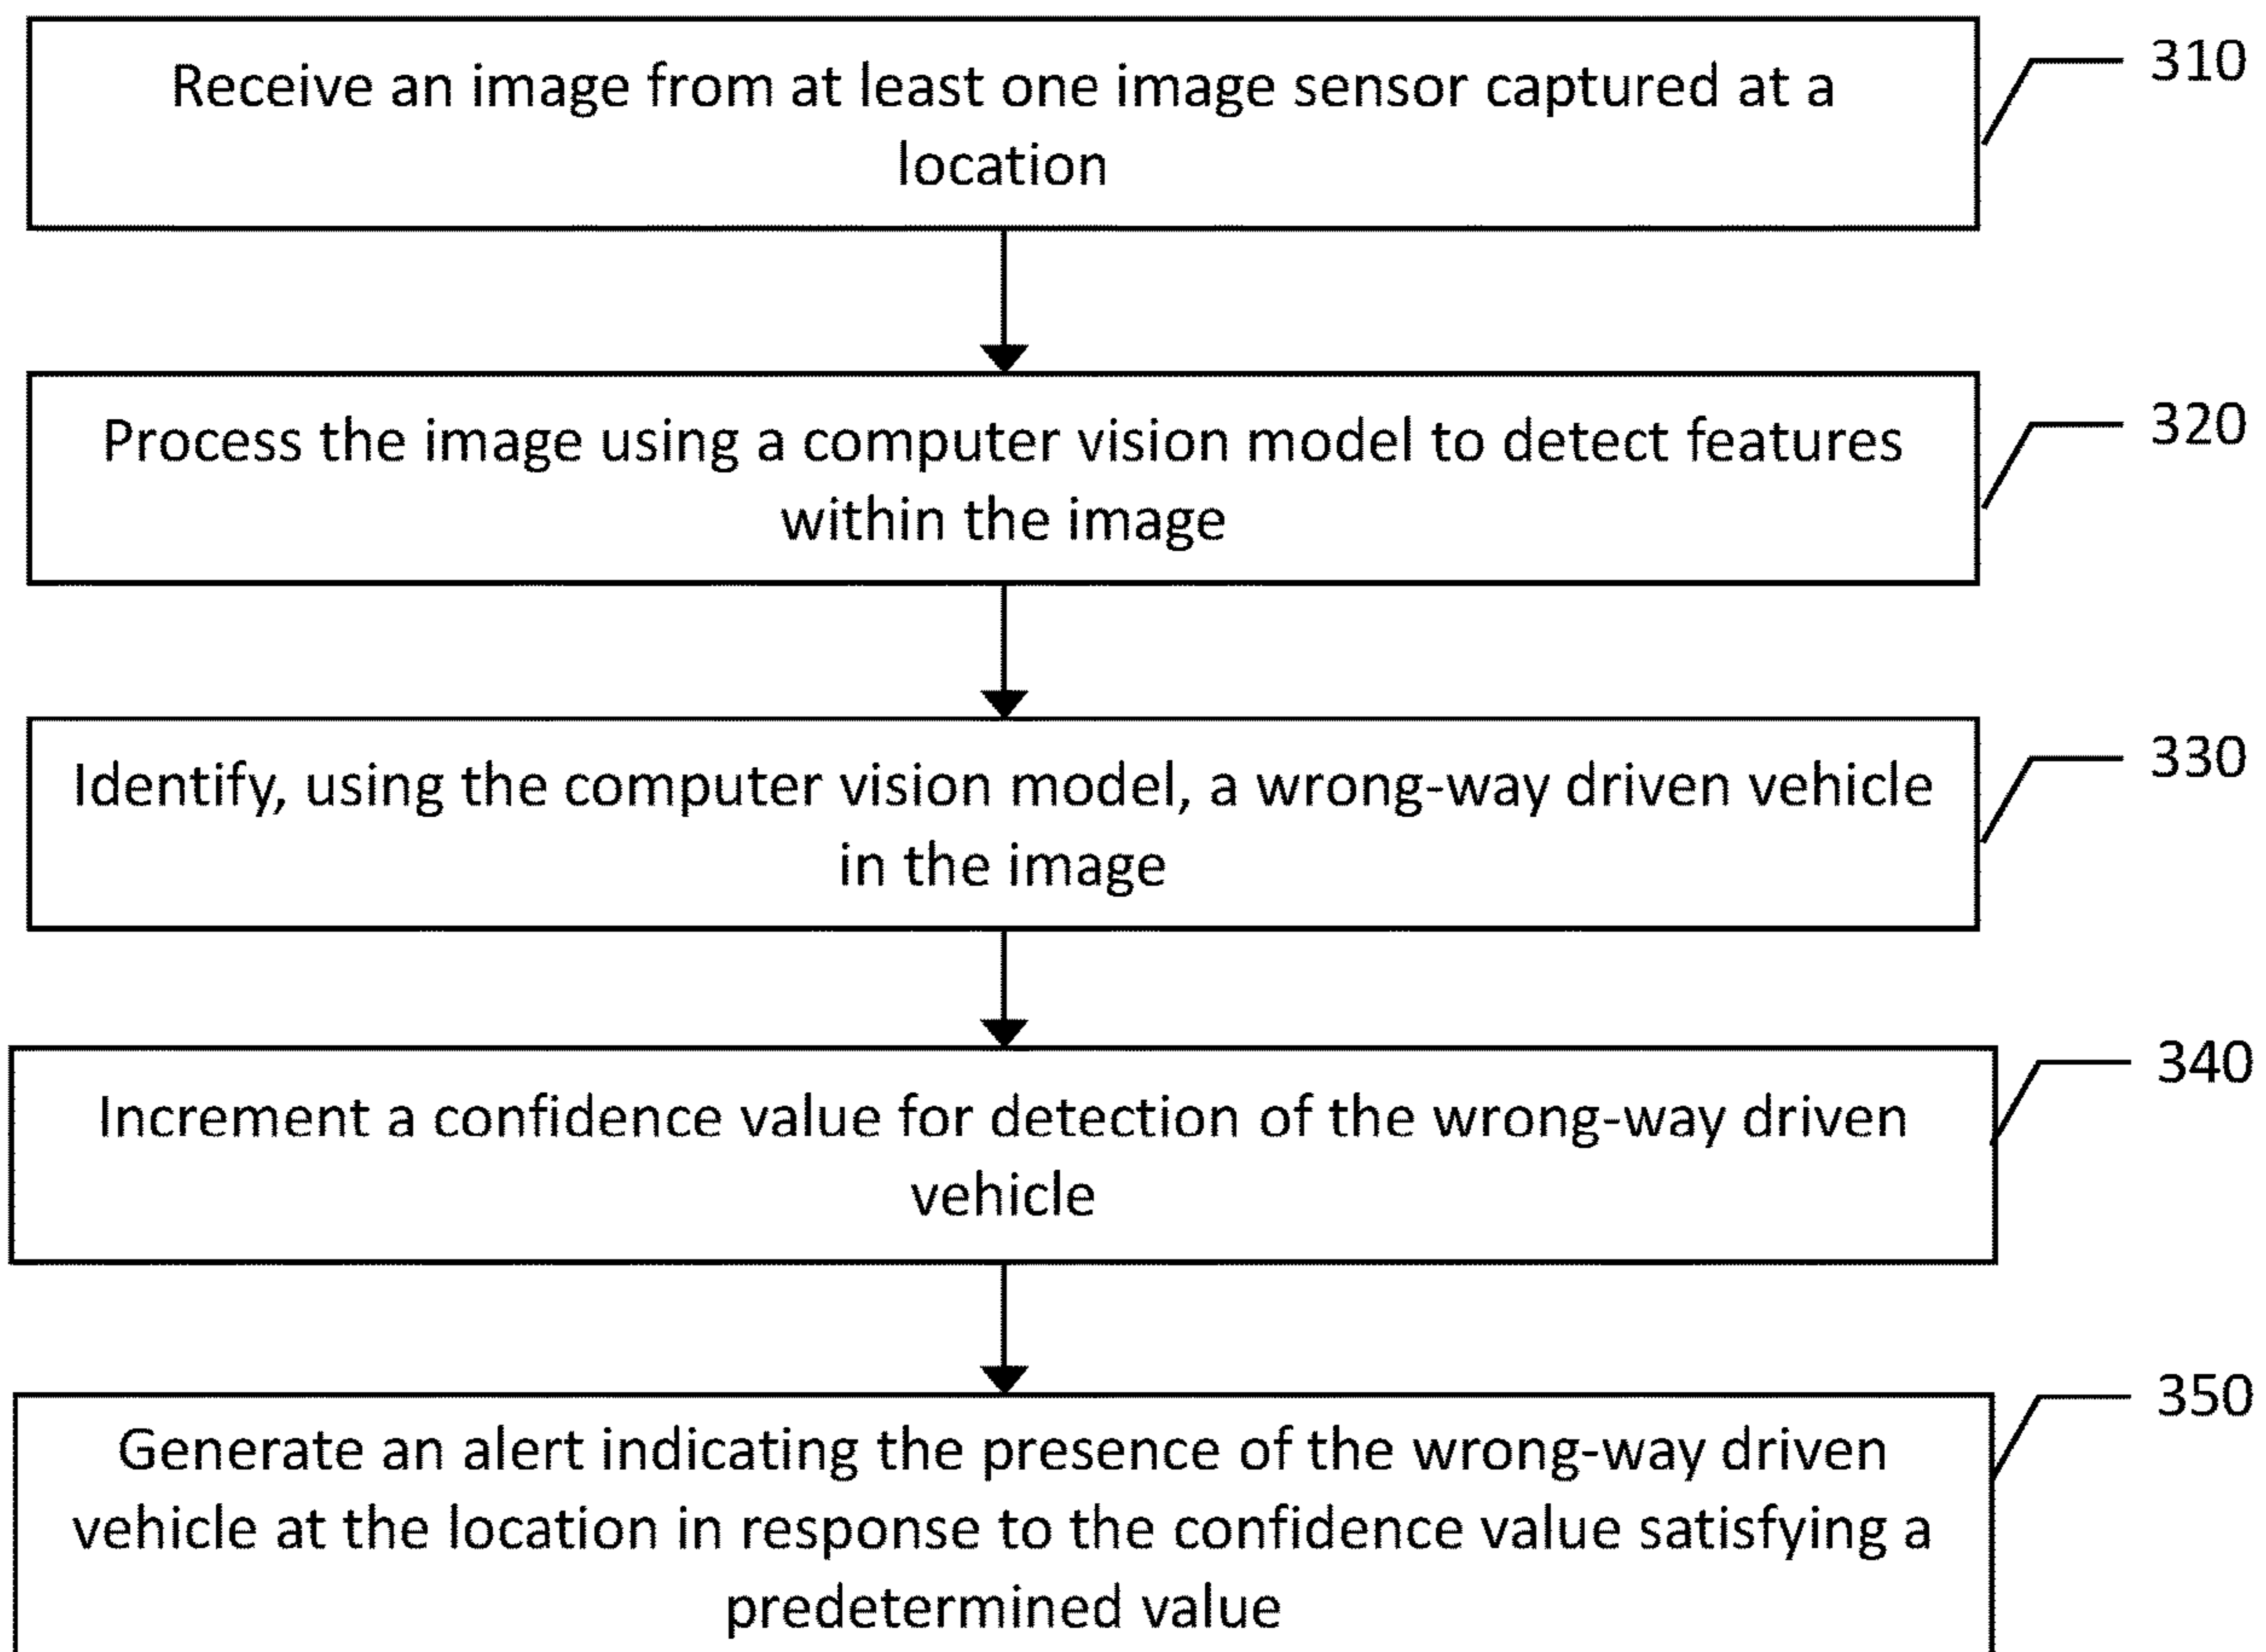 Receive an image from at least one image sensor captured at a
location
310
Process the image using a computer vision model to detect features
within the image
320
Identify, using the computer vision model, a wrong-way driven vehicle
in the image
330
Increment a confidence value for detection of the wrong-way driven
vehicle
340
Generate an alert indicating the presence of the wrong-way driven
vehicle at the location in response to the confidence value satisfying a
predetermined value
350